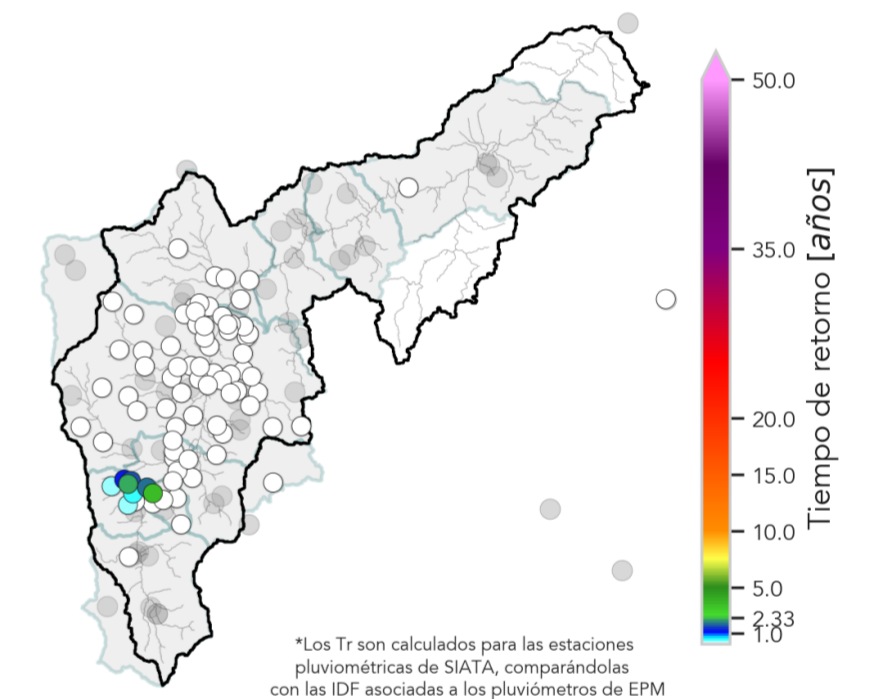 50.0
35.0
20.0
15.0
10.0
5.0
2.33
1.0
Tiempo de retorno [años]
*Los Tr son calculados para las estaciones
pluviométricas de SIATA, comparándolas
con las IDF asociadas a los pluviómetros de EPM